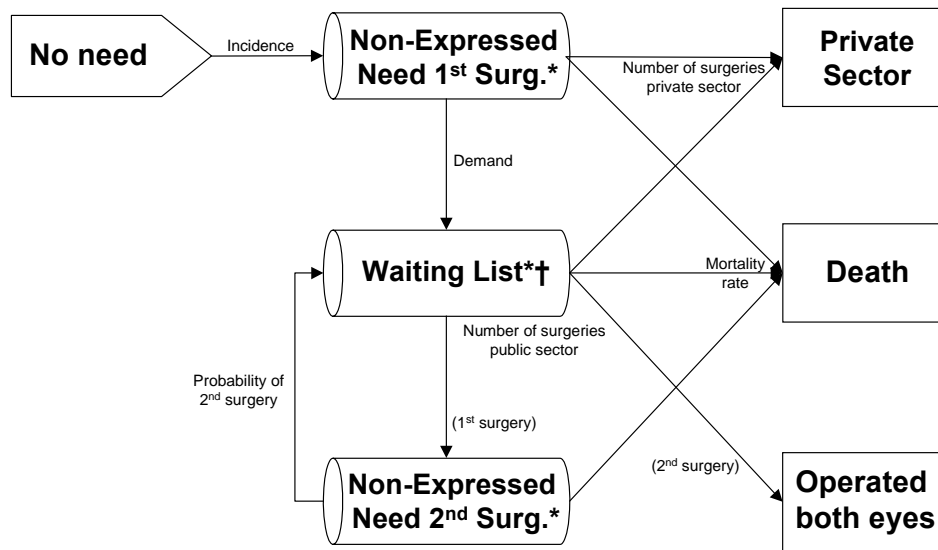 No need
Incidence
Non-Expressed
Need 1st Surg.*
Number of surgeries
private sector
Private
Sector
Demand
Waiting List*†
Mortality
rate
Death
Number of surgeries
public sector
Probability of
2nd surgery
(1st surgery)
(2nd surgery)
Non-Expressed
Need 2nd Surg.*
Operated
both eyes